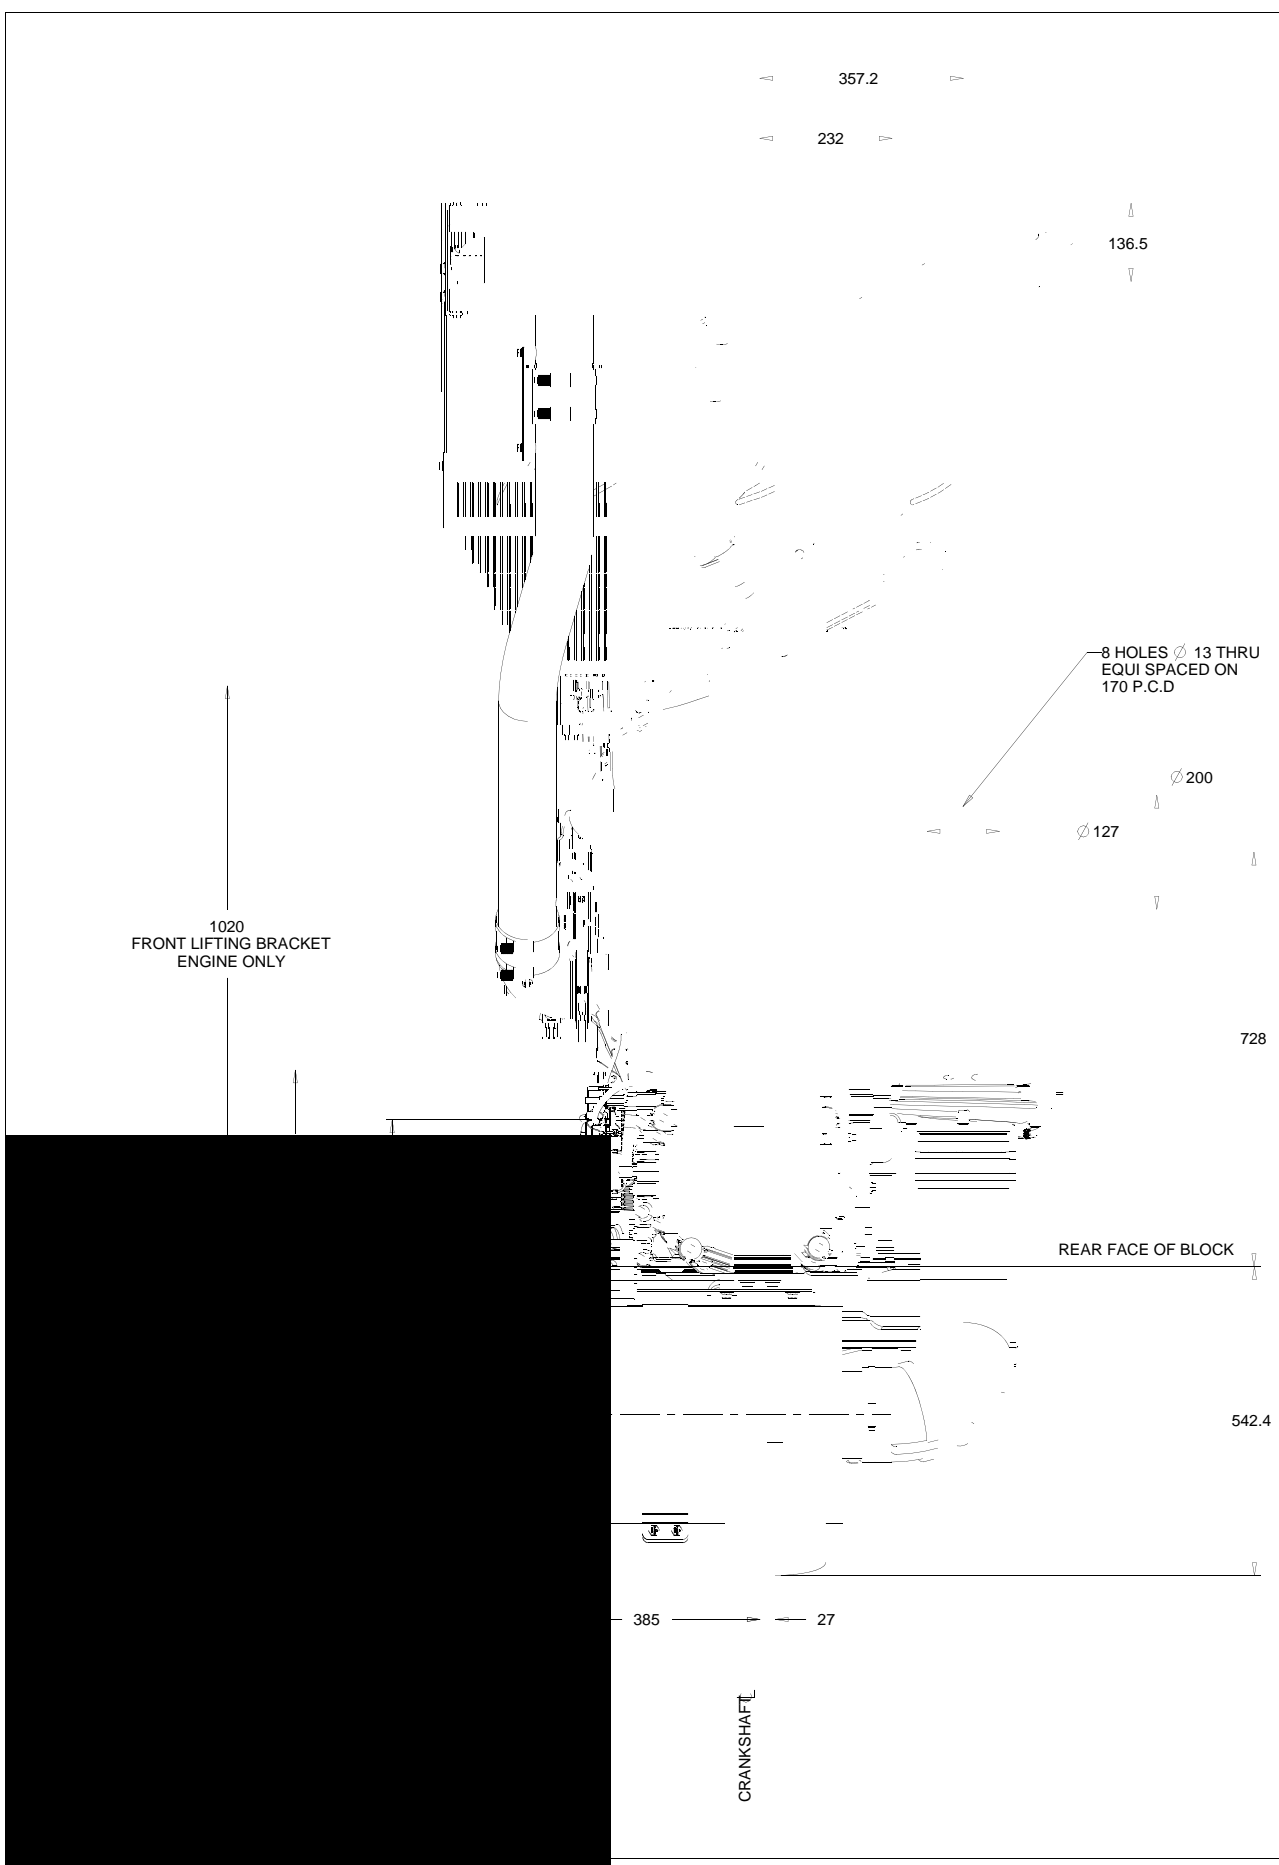 357.2
232
136.5
8 HOLES ∅ 13 THRU
EQUI SPACED ON
170 P.C.D
∅ 200
∅ 127
1020
FRONT LIFTING BRACKET
ENGINE ONLY
728
REAR FACE OF BLOCK
542.4
385
27
CRANKSHAFT